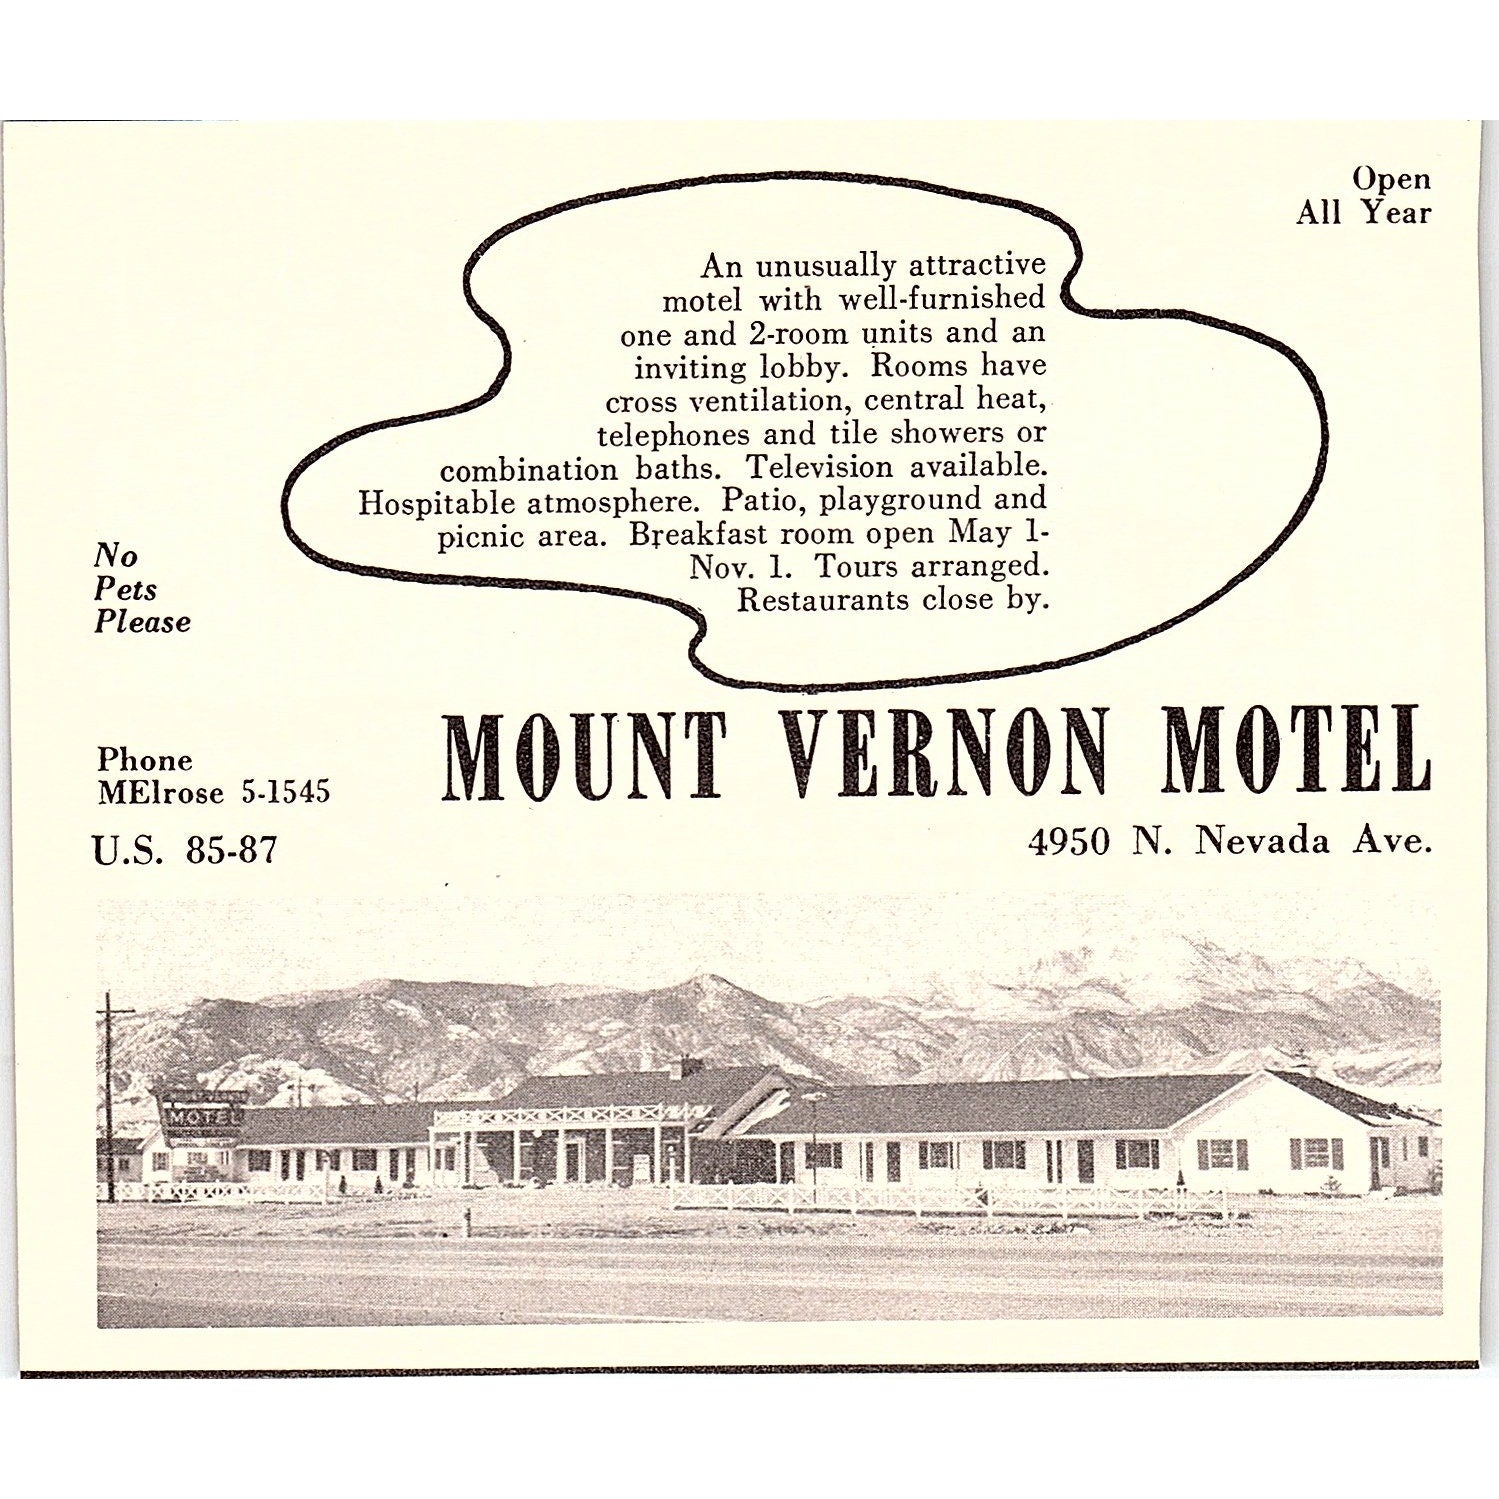 Open
All Year
An unusually attractive
motel with well-furnished
one and 2-room units and an
inviting lobby. Rooms have
cross ventilation, central heat,
telephones and tile showers or
combination baths. Television available.
Hospitable atmosphere. Patio, playground and
picnic area. Breakfast room open May 1-
Nov. 1. Tours arranged.
Restaurants close by.
No
Pets
Please
MOUNT VERNON MOTEL
Phone
MElrose 5-1545
4950 N. Nevada Ave.
U.S. 85-87
MOUNT VERNON
MOTEL